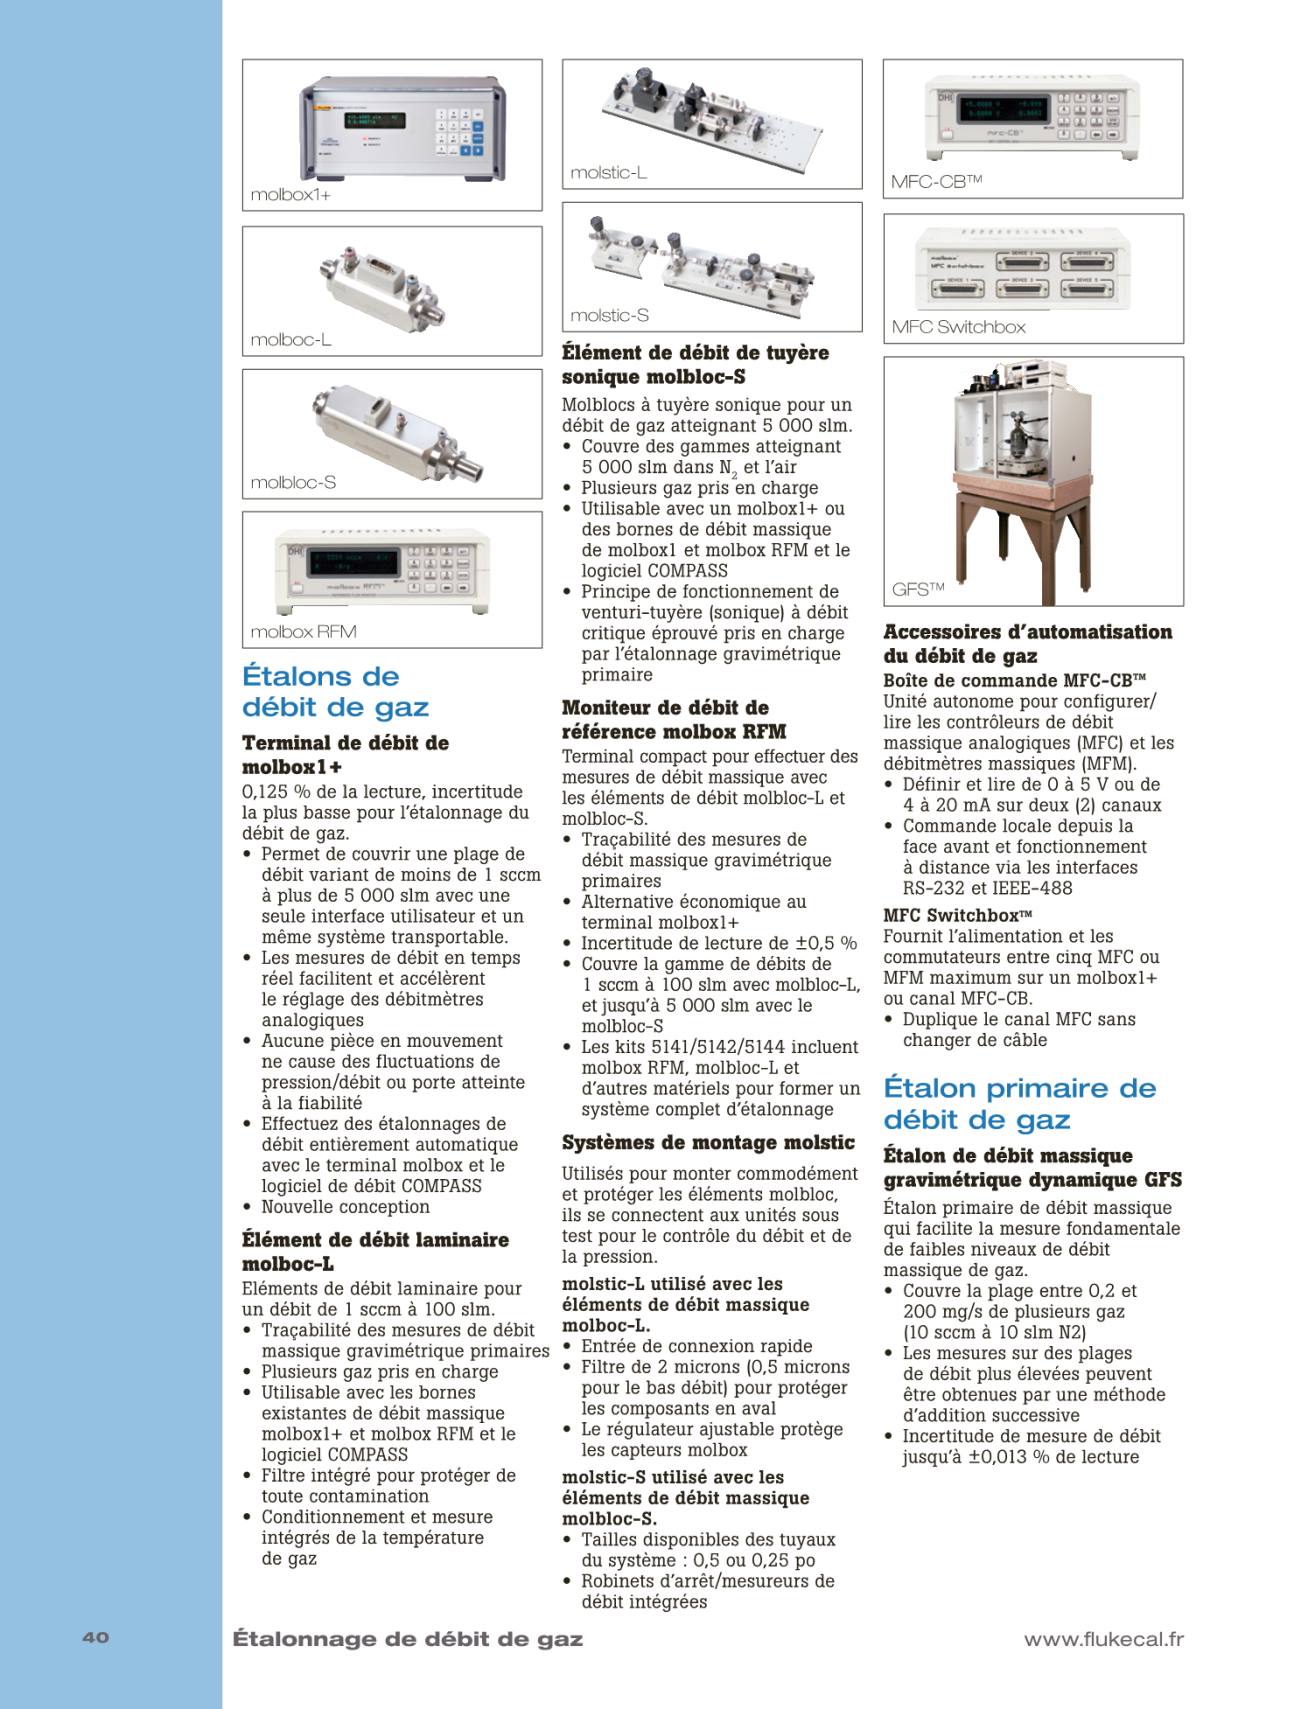 molbox1+
molboc-L
molbloc-S
DHI
molbox RFM™
molbox RFM
Étalons de
débit de gaz
Terminal de débit de
molbox1+
0,125 % de la lecture, incertitude
la plus basse pour l'étalonnage du
débit de gaz.
• Permet de couvrir une plage de
débit variant de moins de 1 sccm
à plus de 5 000 slm avec une
seule interface utilisateur et un
même système transportable.
• Les mesures de débit en temps
réel facilitent et accélèrent
le réglage des débitmètres
analogiques
• Aucune pièce en mouvement
ne cause des fluctuations de
pression/débit ou porte atteinte
à la fiabilité
• Effectuez des étalonnages de
débit entièrement automatique
avec le terminal molbox et le
logiciel de débit COMPASS
• Nouvelle conception
Élément de débit laminaire
molboc-L
Eléments de débit laminaire pour
un débit de 1 sccm à 100 slm.
• Traçabilité des mesures de débit
massique gravimétrique primaires
• Plusieurs gaz pris en charge
• Utilisable avec les bornes
existantes de débit massique
molbox1+ et molbox RFM et le
logiciel COMPASS
• Filtre intégré pour protéger de
toute contamination
• Conditionnement et mesure
intégrés de la température
de gaz
molstic-L
molstic-S
Élément de débit de tuyère
sonique molbloc-S
Molblocs à tuyère sonique pour un
débit de gaz atteignant 5 000 slm.
• Couvre des gammes atteignant
5 000 slm dans N2 et l'air
• Plusieurs gaz pris en charge
• Utilisable avec un molbox1+ ou
des bornes de débit massique
de molbox1 et molbox RFM et le
logiciel COMPASS
• Principe de fonctionnement de
venturi-tuyère (sonique) à débit
critique éprouvé pris en charge
par l'étalonnage gravimétrique
primaire
Moniteur de débit de
référence molbox RFM
Terminal compact pour effectuer des
mesures de débit massique avec
les éléments de débit molbloc-L et
molbloc-S.
• Traçabilité des mesures de
débit massique gravimétrique
primaires
• Alternative économique au
terminal molbox1+
• Incertitude de lecture de ±0,5 %
• Couvre la gamme de débits de
1 sccm à 100 slm avec molbloc-L,
et jusqu'à 5 000 slm avec le
molbloc-S
• Les kits 5141/5142/5144 incluent
molbox RFM, molbloc-L et
d'autres matériels pour former un
système complet d'étalonnage
Systèmes de montage molstic
Utilisés pour monter commodément
et protéger les éléments molbloc,
ils se connectent aux unités sous
test pour le contrôle du débit et de
la pression.
molstic-L utilisé avec les
éléments de débit massique
molboc-L.
• Entrée de connexion rapide
• Filtre de 2 microns (0,5 microns
pour le bas débit) pour protéger
les composants en aval
• Le régulateur ajustable protège
les capteurs molbox
molstic-S utilisé avec les
éléments de débit massique
molbloc-S.
• Tailles disponibles des tuyaux
du système : 0,5 ou 0,25 po
• Robinets d'arrêt/mesureurs de
débit intégrées
DHI
mfc-CB™
MFC-CB™
molbox
MFC Switchbox
DEVICE 2
DEVICE 4
DEVICE 1
DEVICE 3
DEVICE 5
MFC Switchbox
GFS™
Accessoires d'automatisation
du débit de gaz
Boîte de commande MFC-CB™
Unité autonome pour configurer/
lire les contrôleurs de débit
massique analogiques (MFC) et les
débitmètres massiques (MFM).
• Définir et lire de 0 à 5 V ou de
4 à 20 mA sur deux (2) canaux
• Commande locale depuis la
face avant et fonctionnement
à distance via les interfaces
RS-232 et IEEE-488
MFC Switchbox™
Fournit l'alimentation et les
commutateurs entre cinq MFC ou
MFM maximum sur un molbox1+
ou canal MFC-CB.
• Duplique le canal MFC sans
changer de câble
Étalon primaire de
débit de gaz
Étalon de débit massique
gravimétrique dynamique GFS
Étalon primaire de débit massique
qui facilite la mesure fondamentale
de faibles niveaux de débit
massique de gaz.
• Couvre la plage entre 0,2 et
200 mg/s de plusieurs gaz
(10 sccm à 10 slm N2)
• Les mesures sur des plages
de débit plus élevées peuvent
être obtenues par une méthode
d'addition successive
• Incertitude de mesure de débit
jusqu'à ±0,013 % de lecture
40
Étalonnage de débit de gaz
www.flukecal.fr